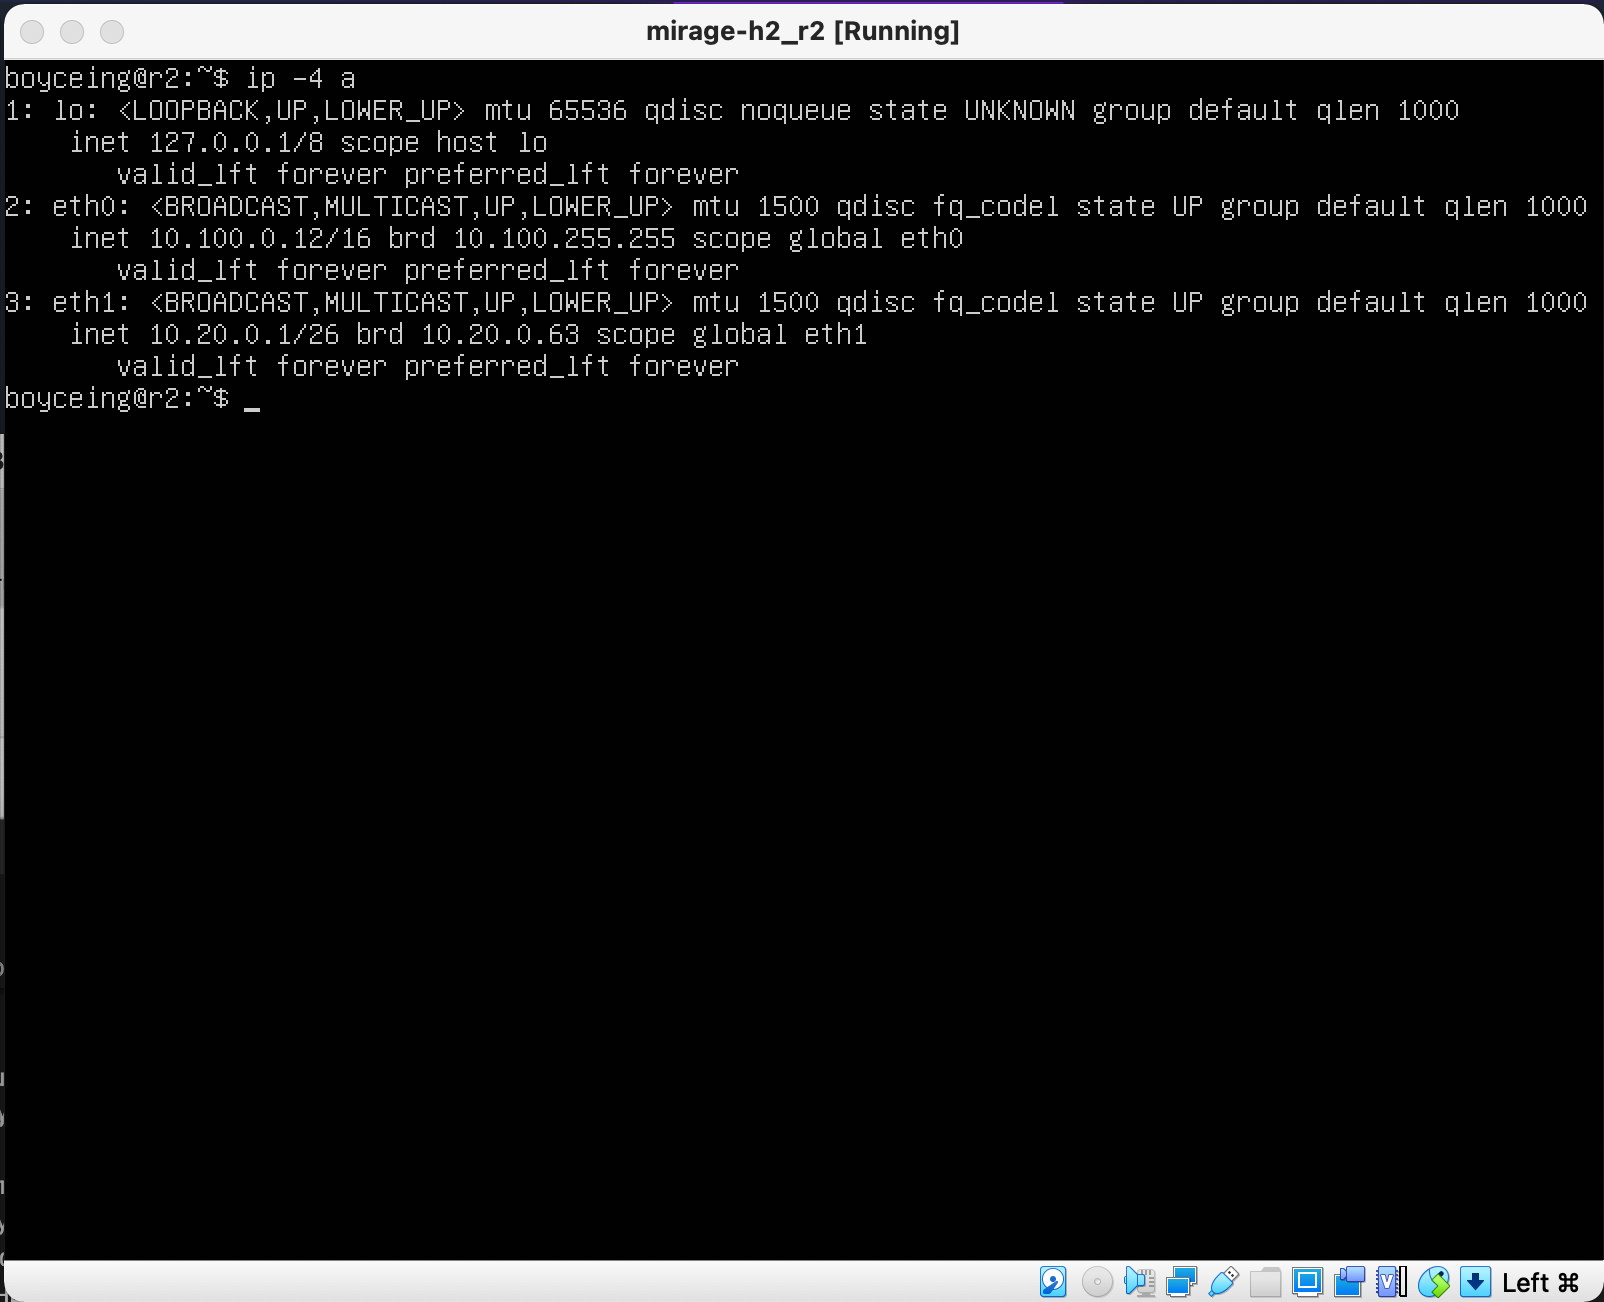 mirage-h2_r2 [Running]
boyceing@r2:~$ ip -4 a
1: lo: <LOOPBACK,UP,LOWER_UP> mtu 65536 qdisc noqueue state UNKNOWN group default qlen 1000
    inet 127.0.0.1/8 scope host lo
       valid_lft forever preferred_lft forever
2: eth0: <BROADCAST,MULTICAST,UP,LOWER_UP> mtu 1500 qdisc fq_codel state UP group default qlen 1000
    inet 10.100.0.12/16 brd 10.100.255.255 scope global eth0
       valid_lft forever preferred_lft forever
3: eth1: <BROADCAST,MULTICAST,UP,LOWER_UP> mtu 1500 qdisc fq_codel state UP group default qlen 1000
    inet 10.20.0.1/26 brd 10.20.0.63 scope global eth1
       valid_lft forever preferred_lft forever
boyceing@r2:~$ _
Left ⌘